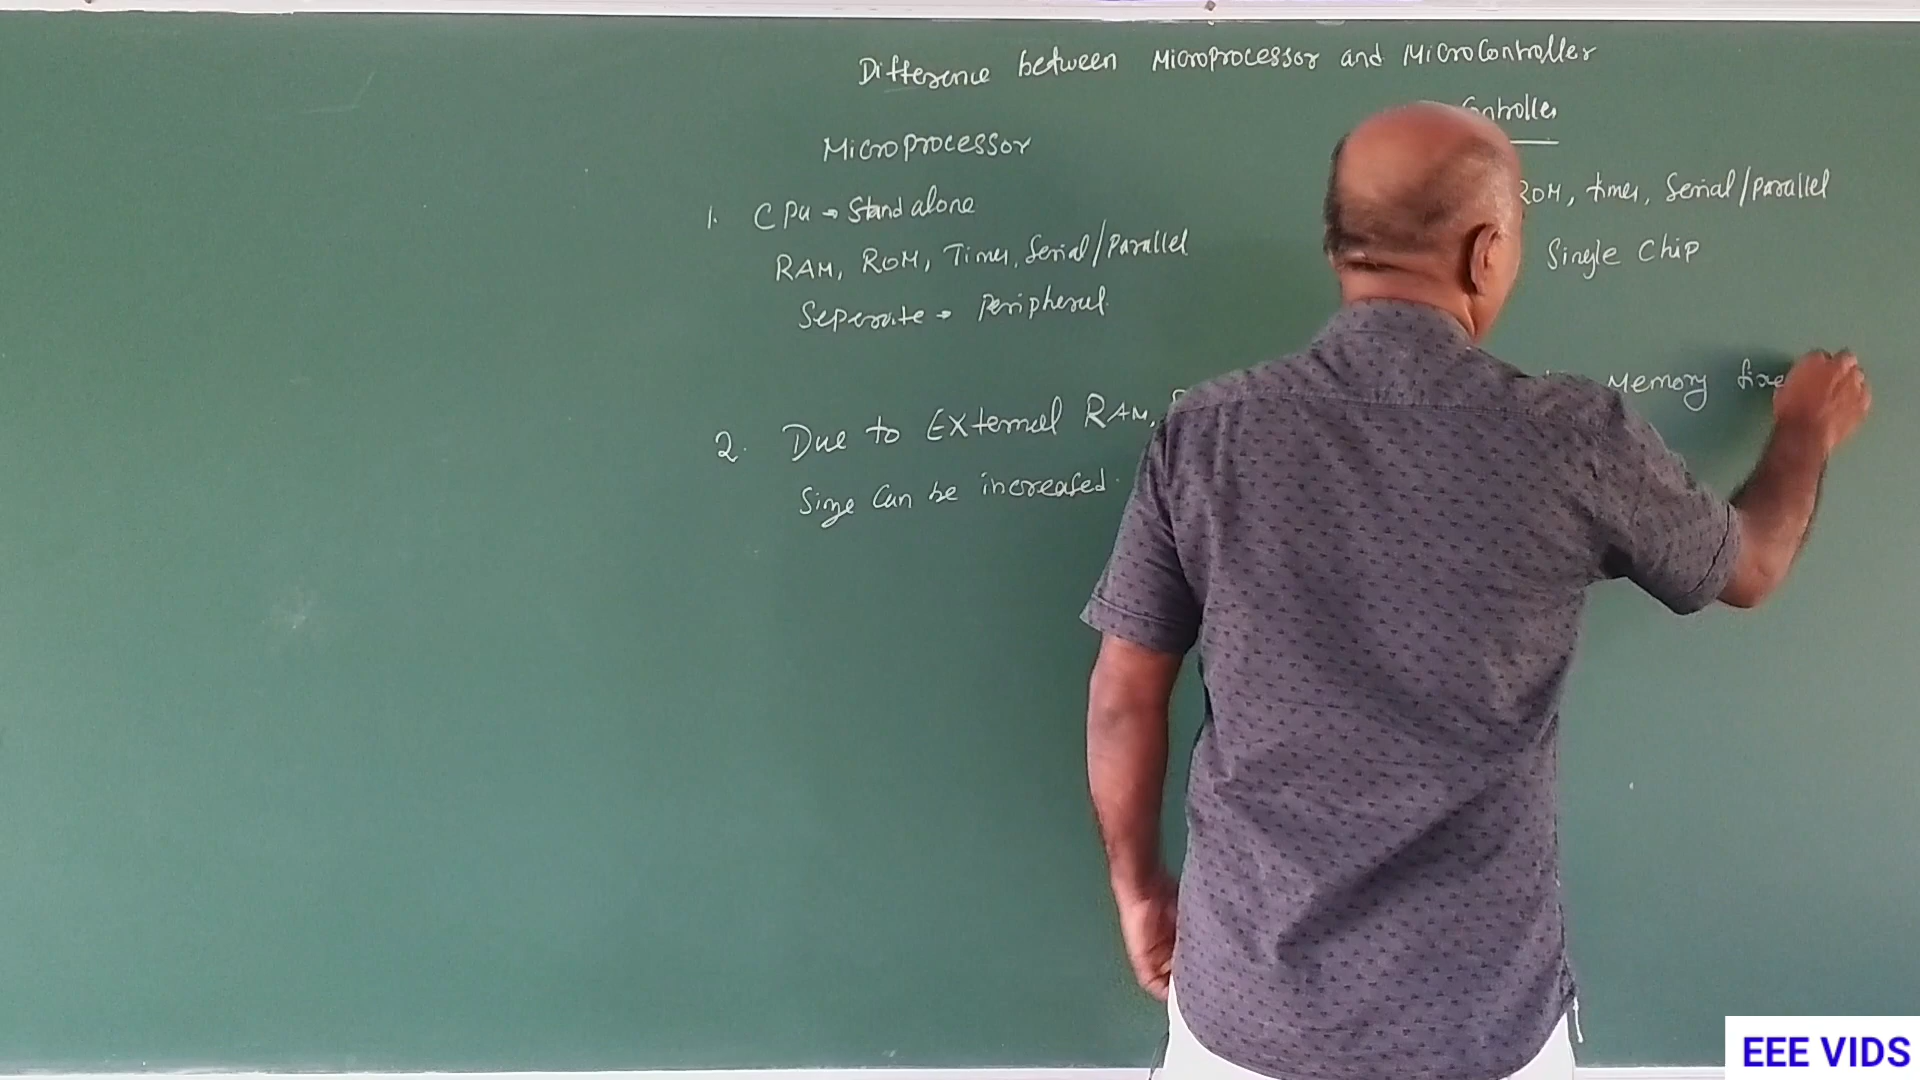 Difference between Microprocessor and MicroController
ontroller
Microprocessor
1. CPU → Stand alone
RAM, ROM, Timer, Serial/Parallel
Seperate → Peripheral.
ROM, timer, Serial/Parallel
Single Chip
2. Due to External RAM,
Size Can be increased.
Memory fixe
EEE VIDS